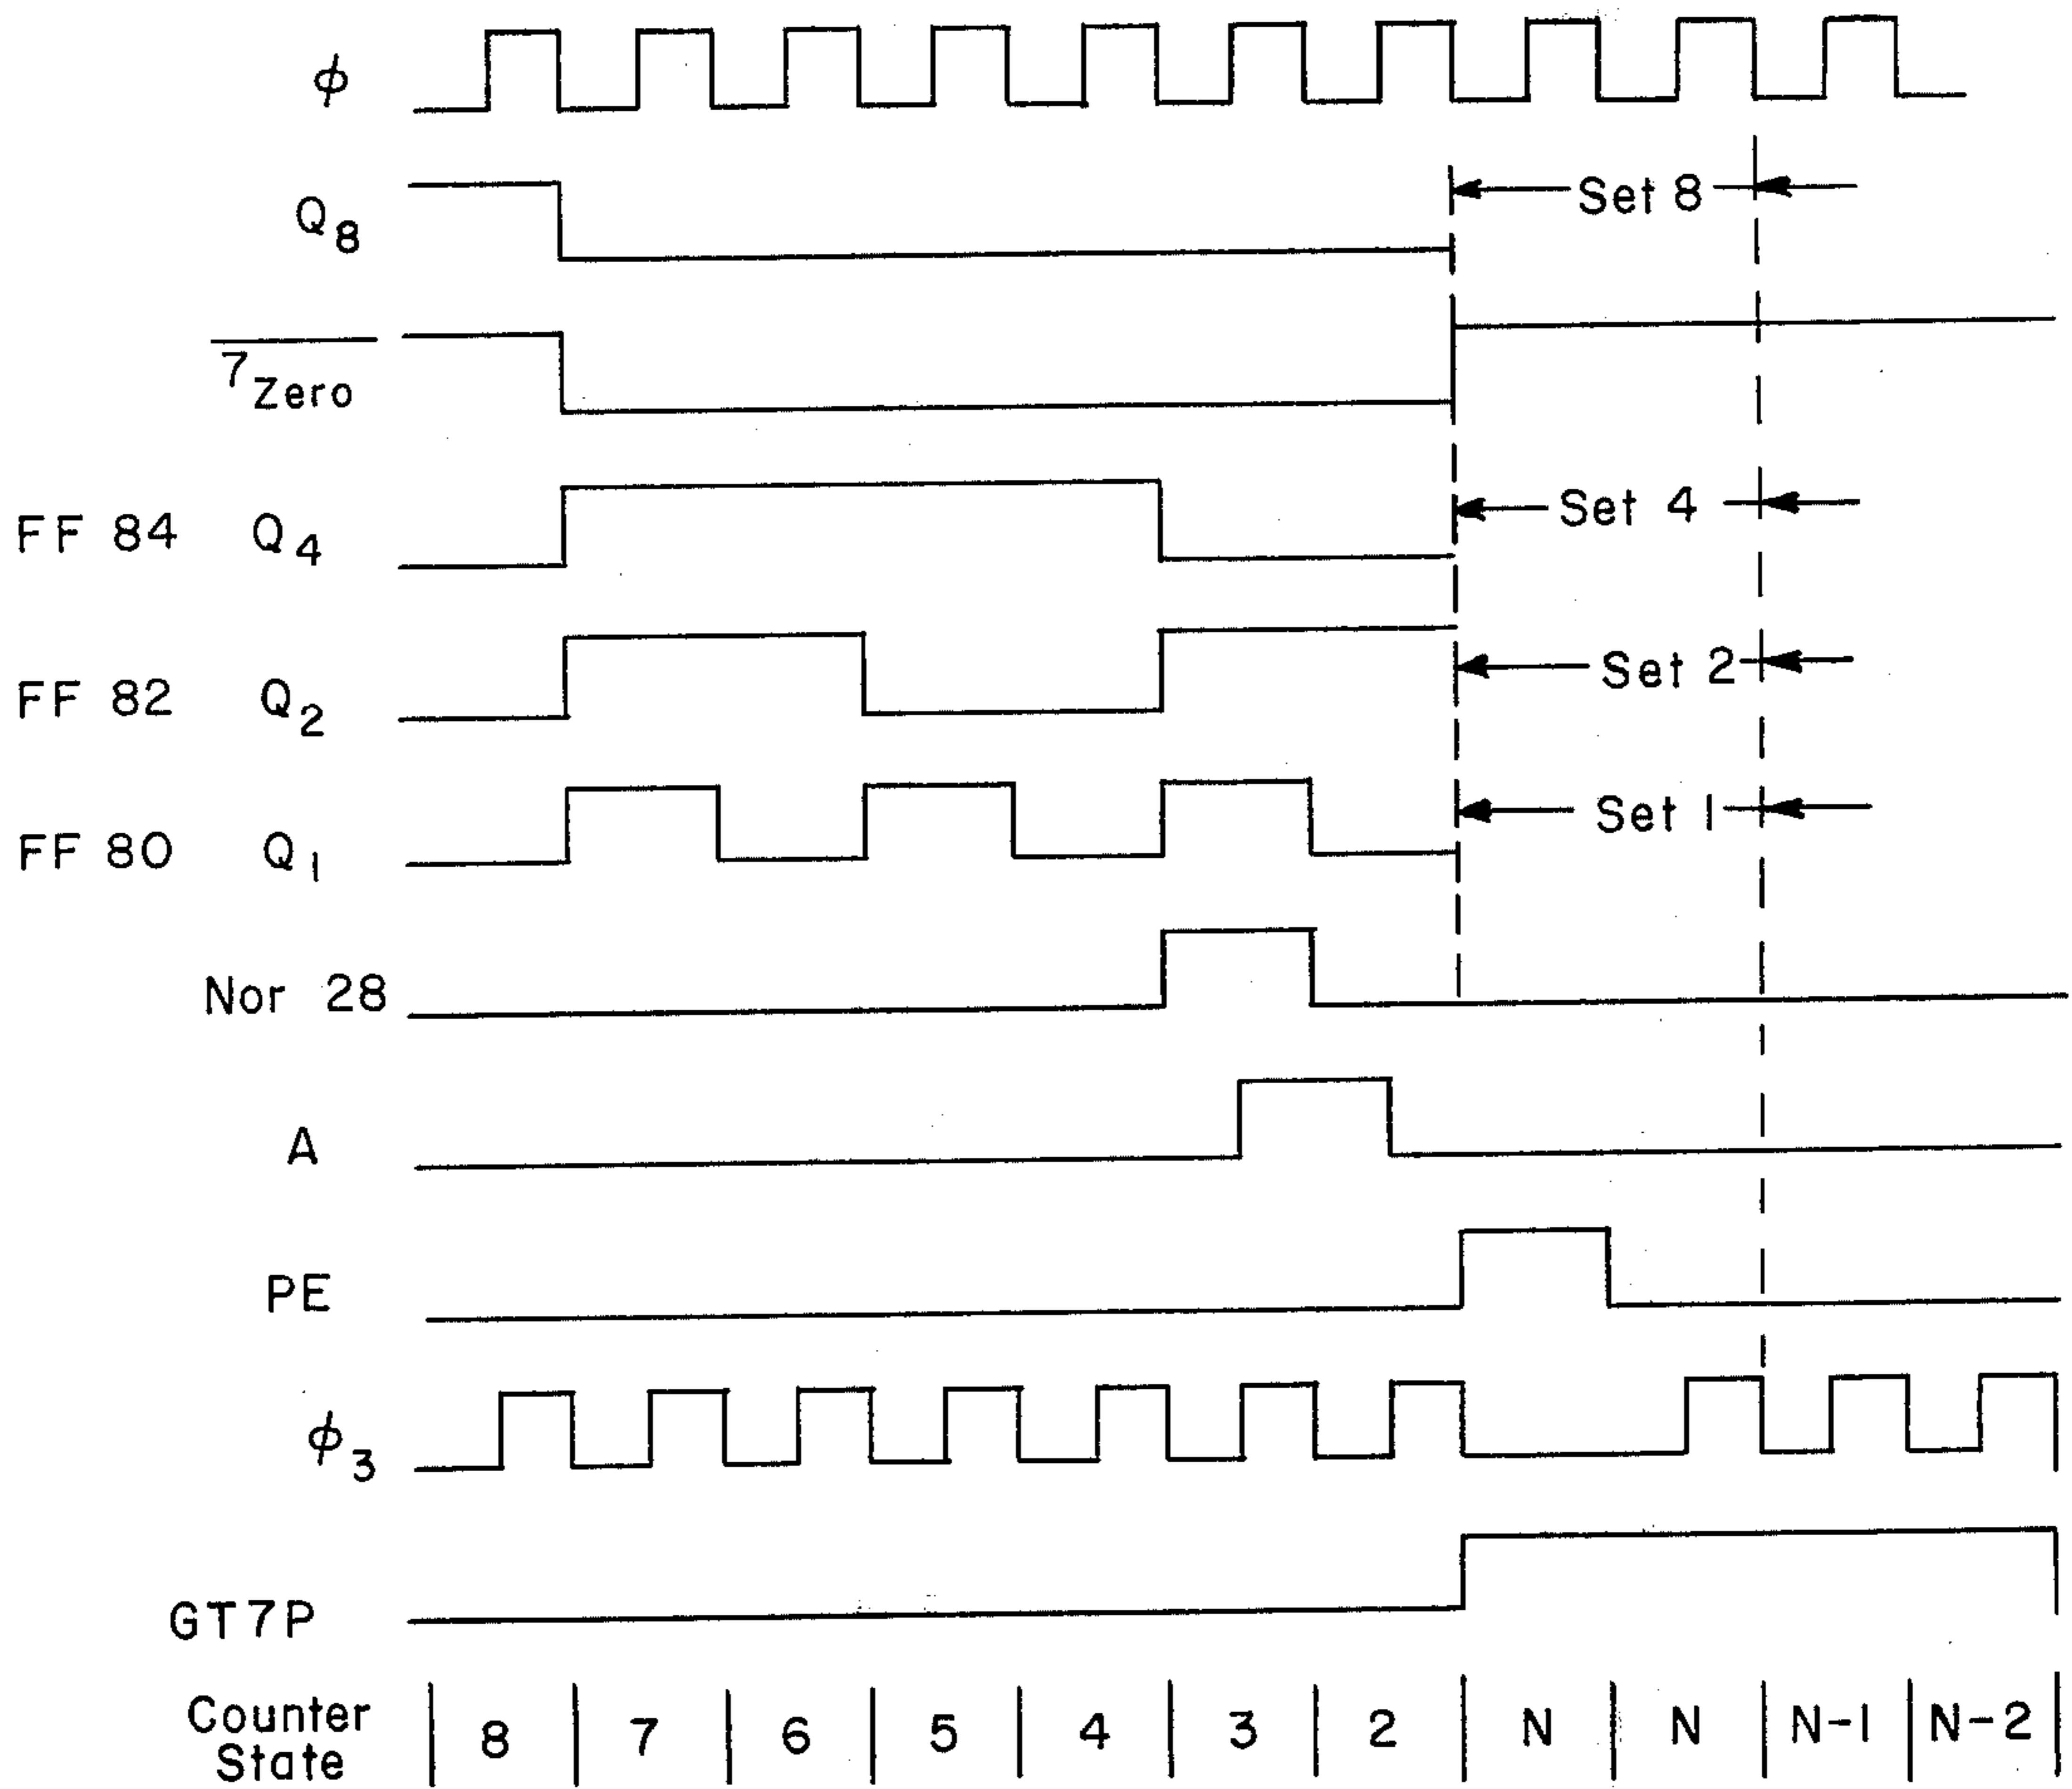 ϕ
Q8 Set 8
7Zero
FF 84 Q4 Set 4
FF 82 Q2 Set 2
FF 80 Q1 Set 1
Nor 28
A
PE
ϕ3
GT7P
Counter State 8 7 6 5 4 3 2 N N N-1 N-2